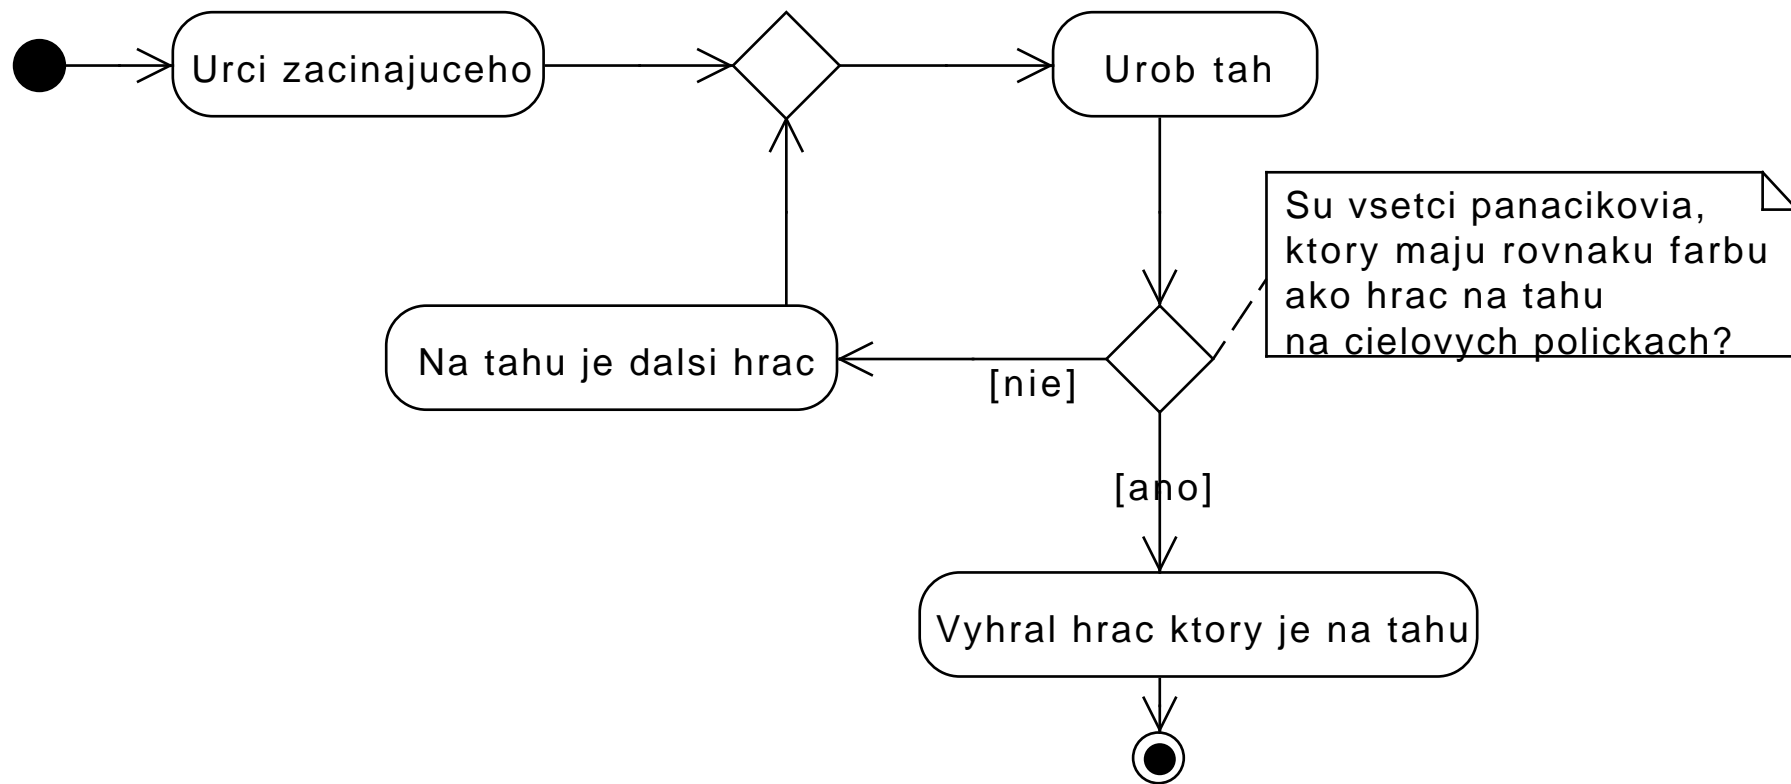 Urci zacinajuceho
Urob tah
Su vsetci panacikovia,
ktory maju rovnaku farbu
ako hrac na tahu
na cielovych polickach?
Na tahu je dalsi hrac
[nie]
[ano]
Vyhral hrac ktory je na tahu